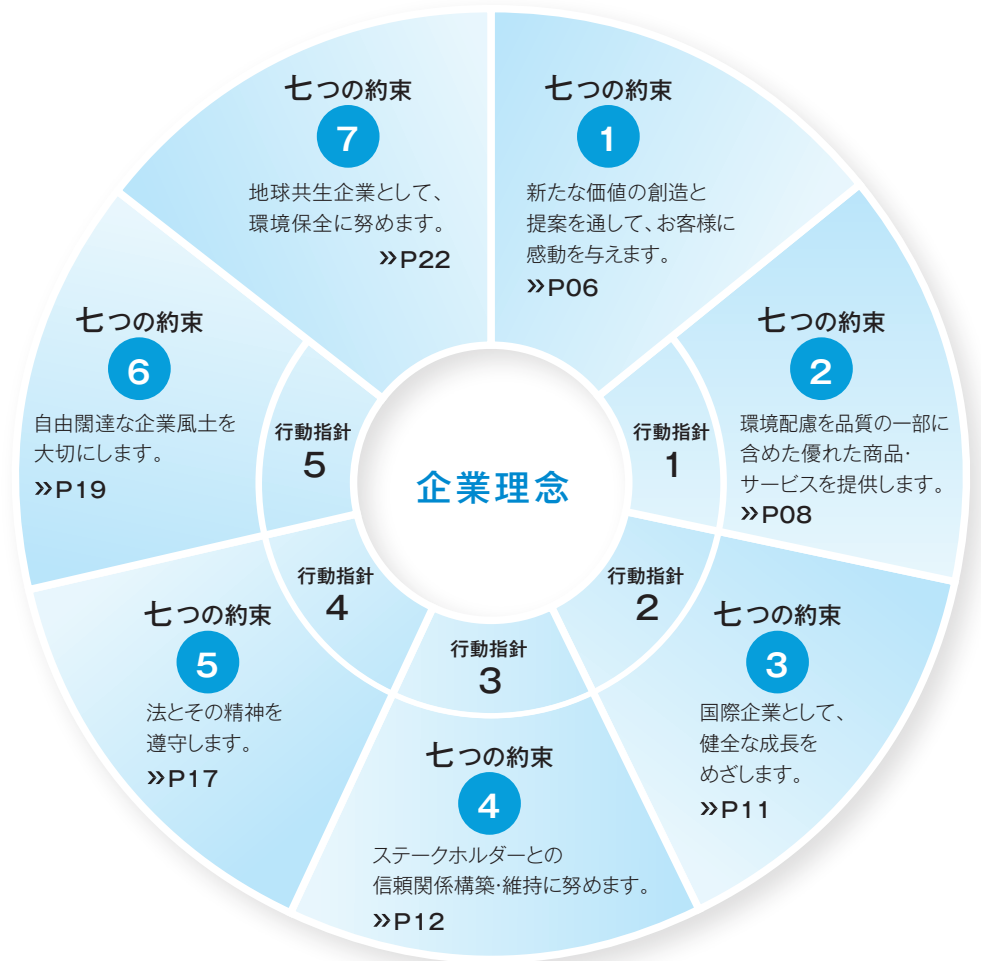 七つの約束
1
新たな価値の創造と
提案を通して、お客様に
感動を与えます。
»P06
七つの約束
2
環境配慮を品質の一部に
含めた優れた商品・
サービスを提供します。
»P08
七つの約束
3
国際企業として、
健全な成長を
めざします。
»P11
七つの約束
4
ステークホルダーとの
信頼関係構築・維持に努めます。
»P12
七つの約束
5
法とその精神を
遵守します。
»P17
七つの約束
6
自由闊達な企業風土を
大切にします。
»P19
七つの約束
7
地球共生企業として、
環境保全に努めます。
»P22
行動指針
1
行動指針
2
行動指針
3
行動指針
4
行動指針
5
企業理念